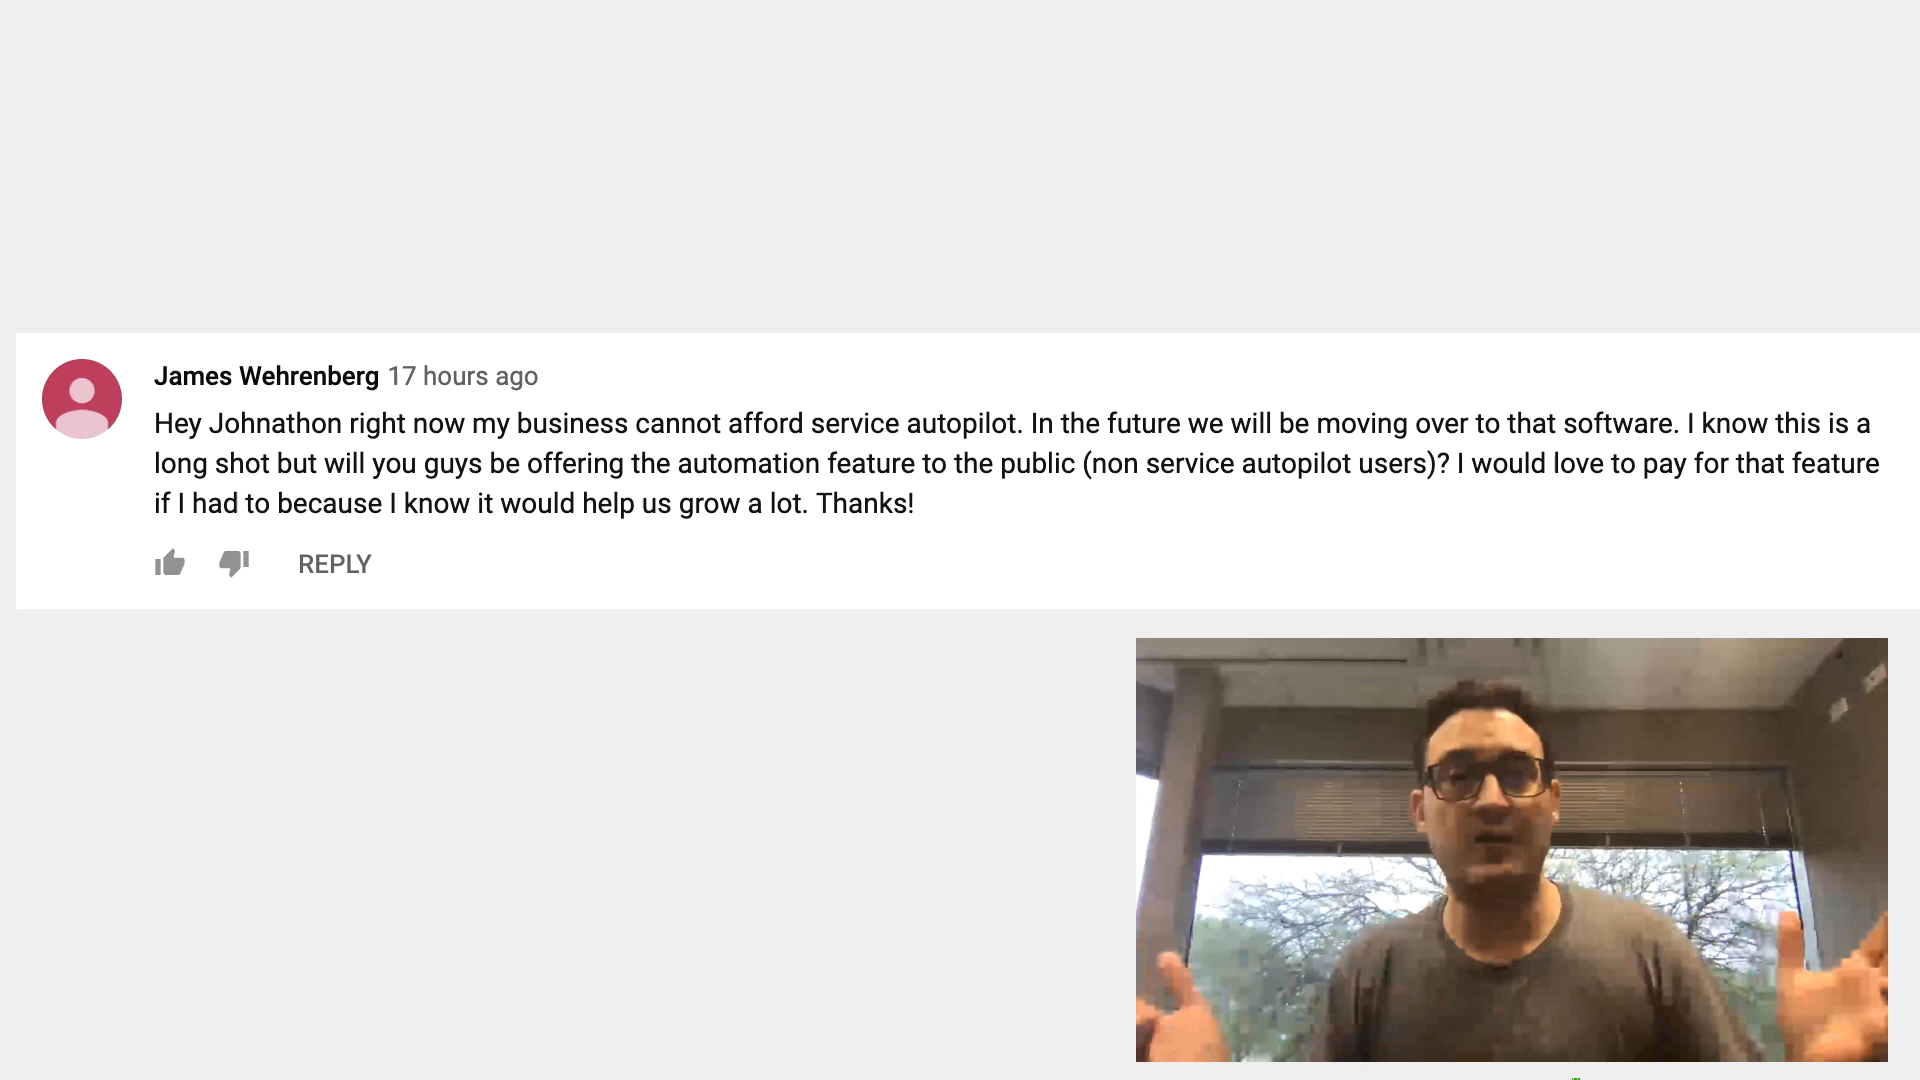 James Wehrenberg 17 hours ago
Hey Johnathon right now my business cannot afford service autopilot. In the future we will be moving over to that software. I know this is a
long shot but will you guys be offering the automation feature to the public (non service autopilot users)? I would love to pay for that feature
if I had to because I know it would help us grow a lot. Thanks!
REPLY